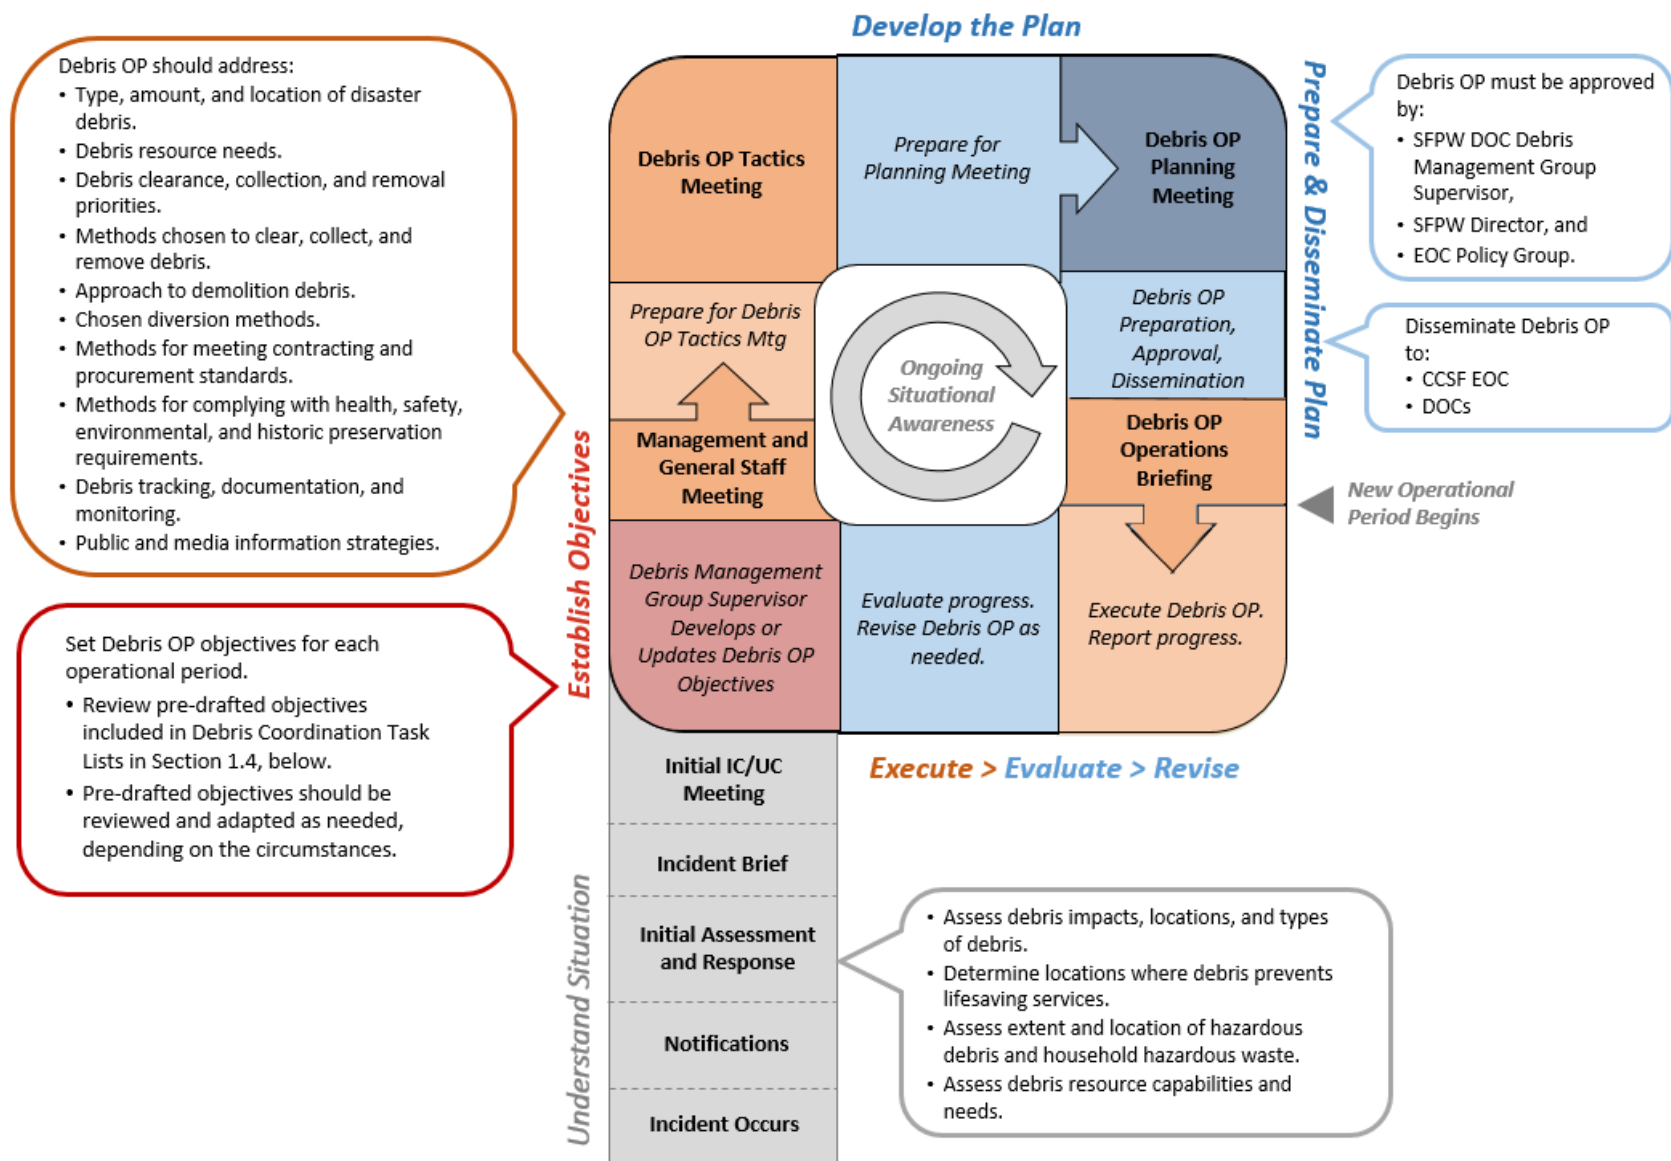 Develop the Plan
Debris OP should address:
• Type, amount, and location of disaster
debris.
• Debris resource needs.
• Debris clearance, collection, and removal
priorities.
• Methods chosen to clear, collect, and
remove debris.
• Approach to demolition debris.
• Chosen diversion methods.
• Methods for meeting contracting and
procurement standards.
• Methods for complying with health, safety,
environmental, and historic preservation
requirements.
• Debris tracking, documentation, and
monitoring.
• Public and media information strategies.
Set Debris OP objectives for each
operational period.
• Review pre-drafted objectives
included in Debris Coordination Task
Lists in Section 1.4, below.
• Pre-drafted objectives should be
reviewed and adapted as needed,
depending on the circumstances.
Establish Objectives
Understand Situation
Debris OP Tactics
Meeting
Prepare for
Planning Meeting
Debris OP
Planning
Meeting
Prepare for Debris
OP Tactics Mtg
Management and
General Staff
Meeting
Ongoing
Situational
Awareness
Debris OP
Preparation,
Approval,
Dissemination
Debris OP
Operations
Briefing
Debris Management
Group Supervisor
Develops or
Updates Debris OP
Objectives
Evaluate progress.
Revise Debris OP as
needed.
Execute Debris OP.
Report progress.
Execute > Evaluate > Revise
Initial IC/UC
Meeting
Incident Brief
Initial Assessment
and Response
Notifications
Incident Occurs
Prepare & Disseminate Plan
Debris OP must be approved
by:
• SFPW DOC Debris
Management Group
Supervisor,
• SFPW Director, and
• EOC Policy Group.
Disseminate Debris OP
to:
• CCSF EOC
• DOCs
New Operational
Period Begins
• Assess debris impacts, locations, and types
of debris.
• Determine locations where debris prevents
lifesaving services.
• Assess extent and location of hazardous
debris and household hazardous waste.
• Assess debris resource capabilities and
needs.